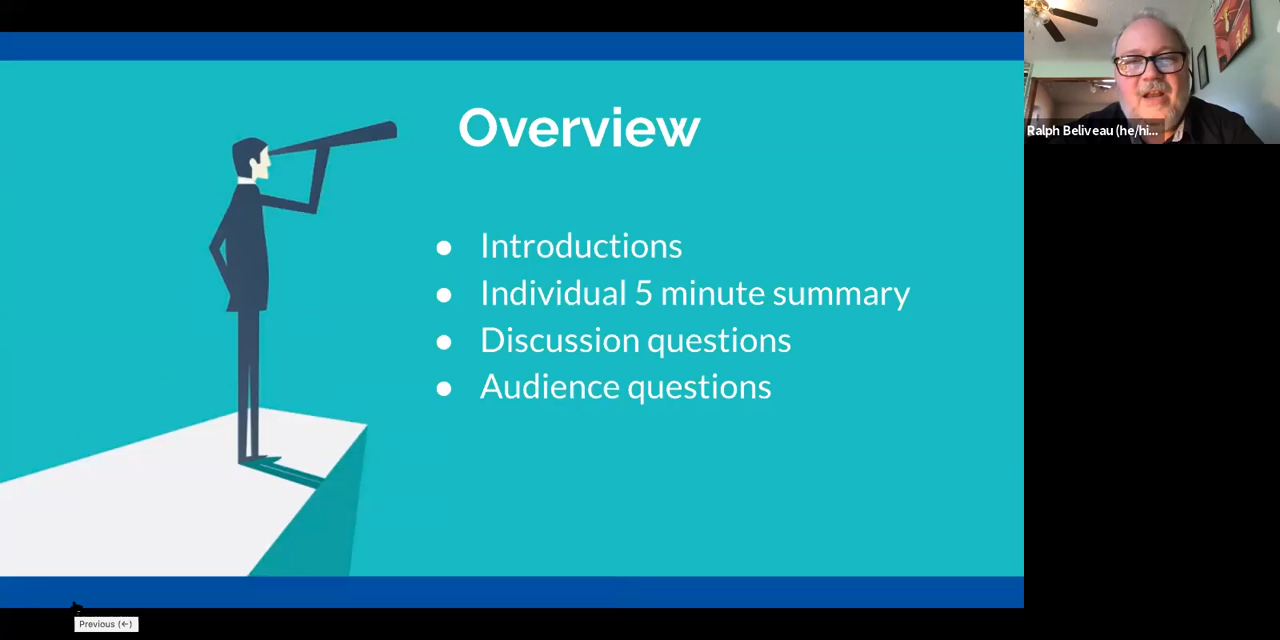 Overview
● Introductions
● Individual 5 minute summary
● Discussion questions
● Audience questions
Ralph Beliveau (he/hi...
Previous (←)